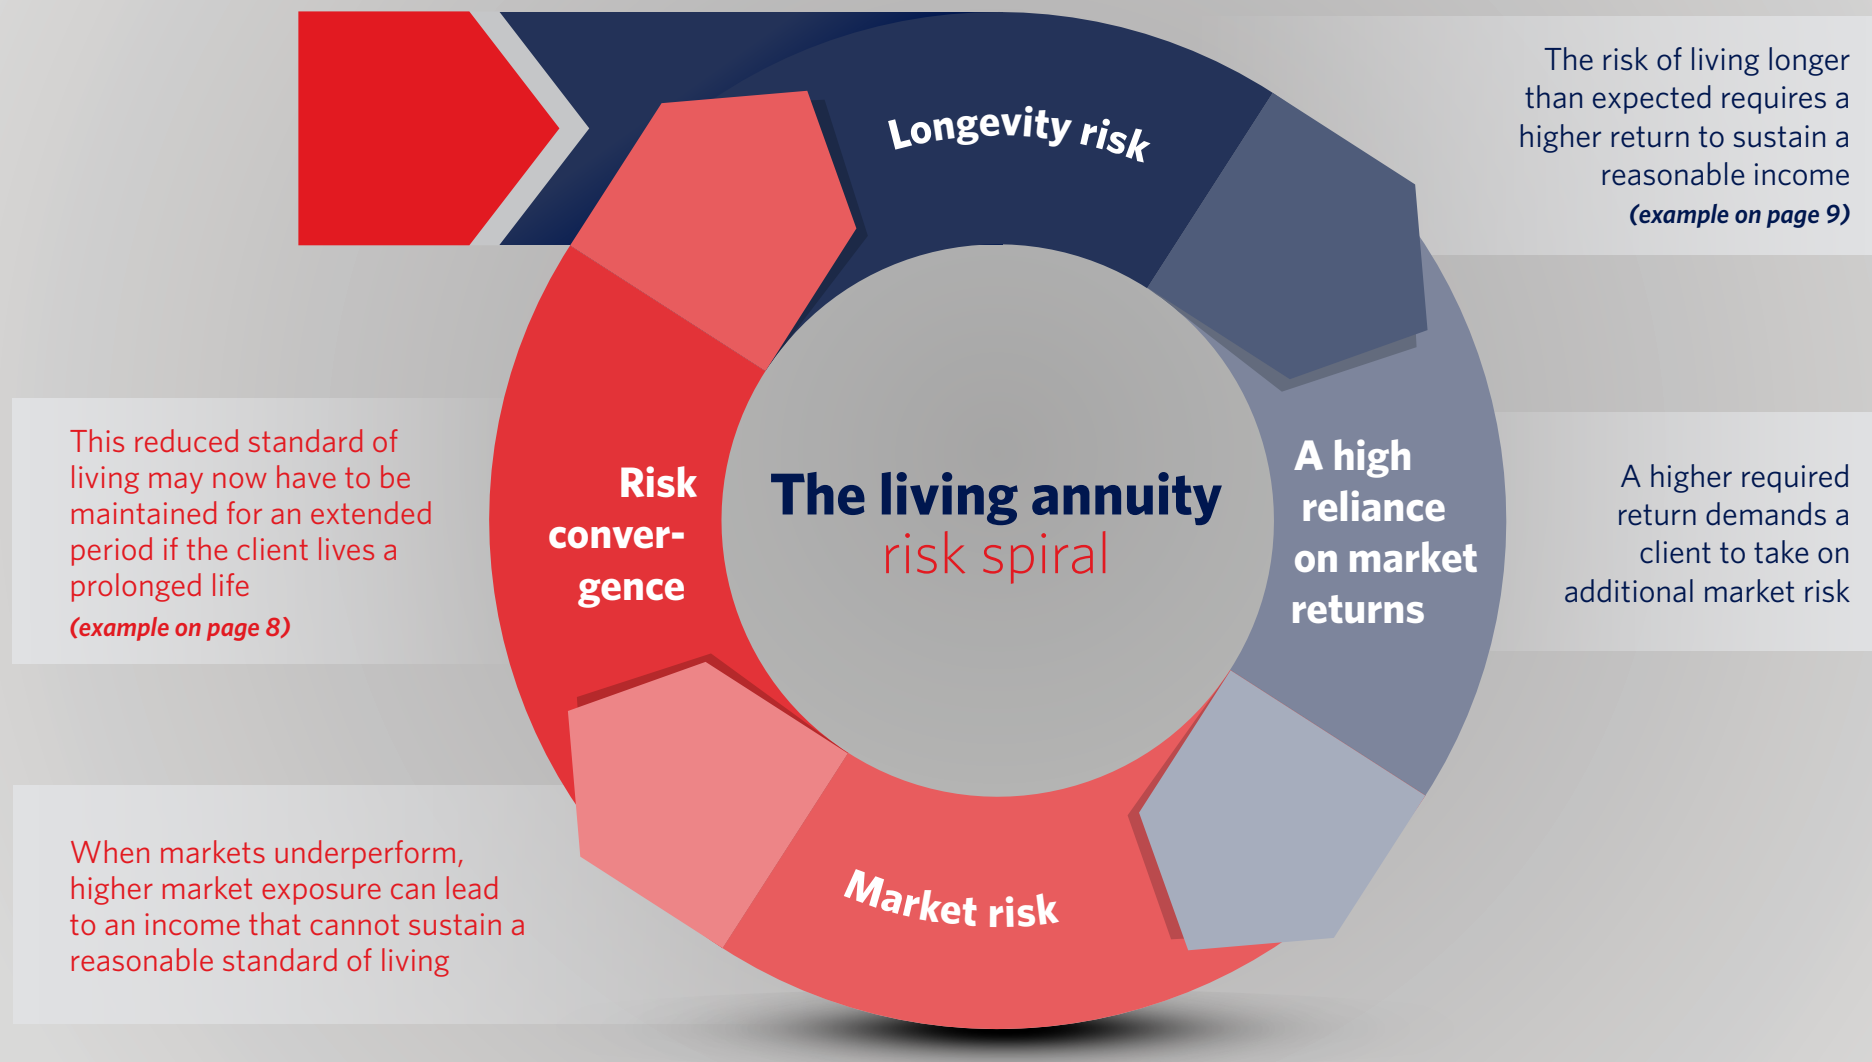 Longevity risk
The risk of living longer
than expected requires a
higher return to sustain a
reasonable income
(example on page 9)
A high
reliance
on market
returns
A higher required
return demands a
client to take on
additional market risk
The living annuity
risk spiral
Market risk
When markets underperform,
higher market exposure can lead
to an income that cannot sustain a
reasonable standard of living
Risk
conver-
gence
This reduced standard of
living may now have to be
maintained for an extended
period if the client lives a
prolonged life
(example on page 8)